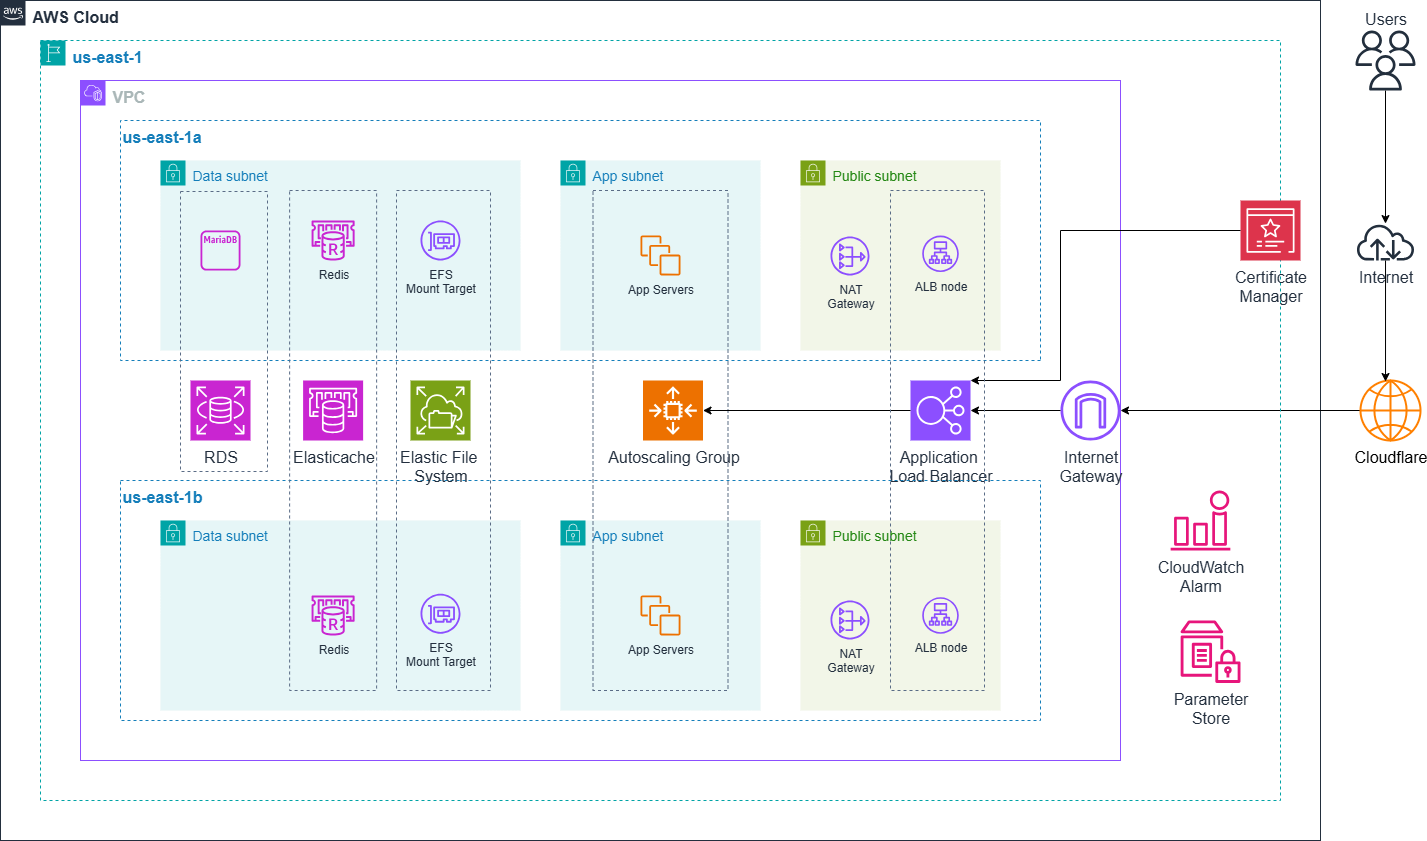 aws
AWS Cloud
Users
us-east-1
VPC
us-east-1a
Data subnet
App subnet
Public subnet
MariaDB
R
Redis
EFS
Mount Target
App Servers
NAT
Gateway
ALB node
Certificate
Manager
Internet
RDS
Elasticache
Elastic File
System
Autoscaling Group
Application
Load Balancer
Internet
Gateway
Cloudflare
us-east-1b
Data subnet
App subnet
Public subnet
R
Redis
EFS
Mount Target
App Servers
NAT
Gateway
ALB node
CloudWatch
Alarm
Parameter
Store